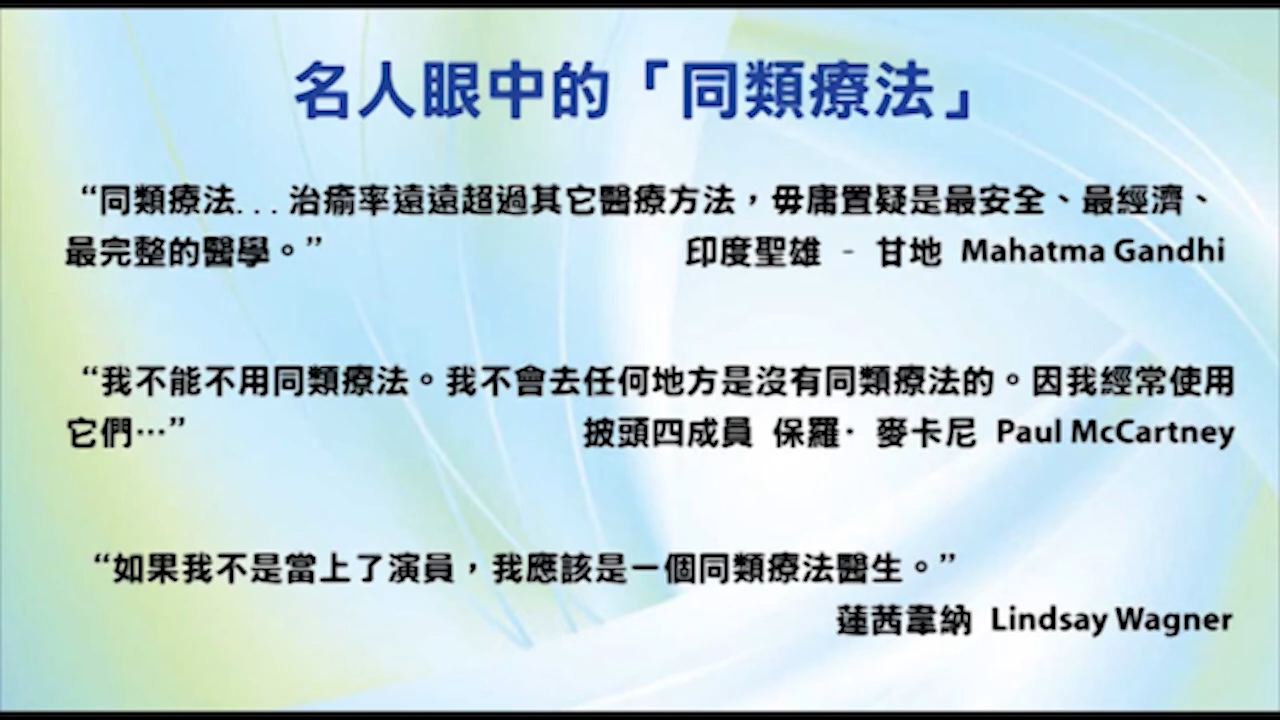 名人眼中的「同類療法」
“同類療法...治瘉率遠遠超過其它醫療方法，毋庸置疑是最安全、最經濟、
最完整的醫學。” 印度聖雄 - 甘地 Mahatma Gandhi
“我不能不用同類療法。我不會去任何地方是沒有同類療法的。因我經常使用
它們…” 披頭四成員 保羅· 麥卡尼 Paul McCartney
“如果我不是當上了演員，我應該是一個同類療法醫生。”
蓮茜韋納 Lindsay Wagner